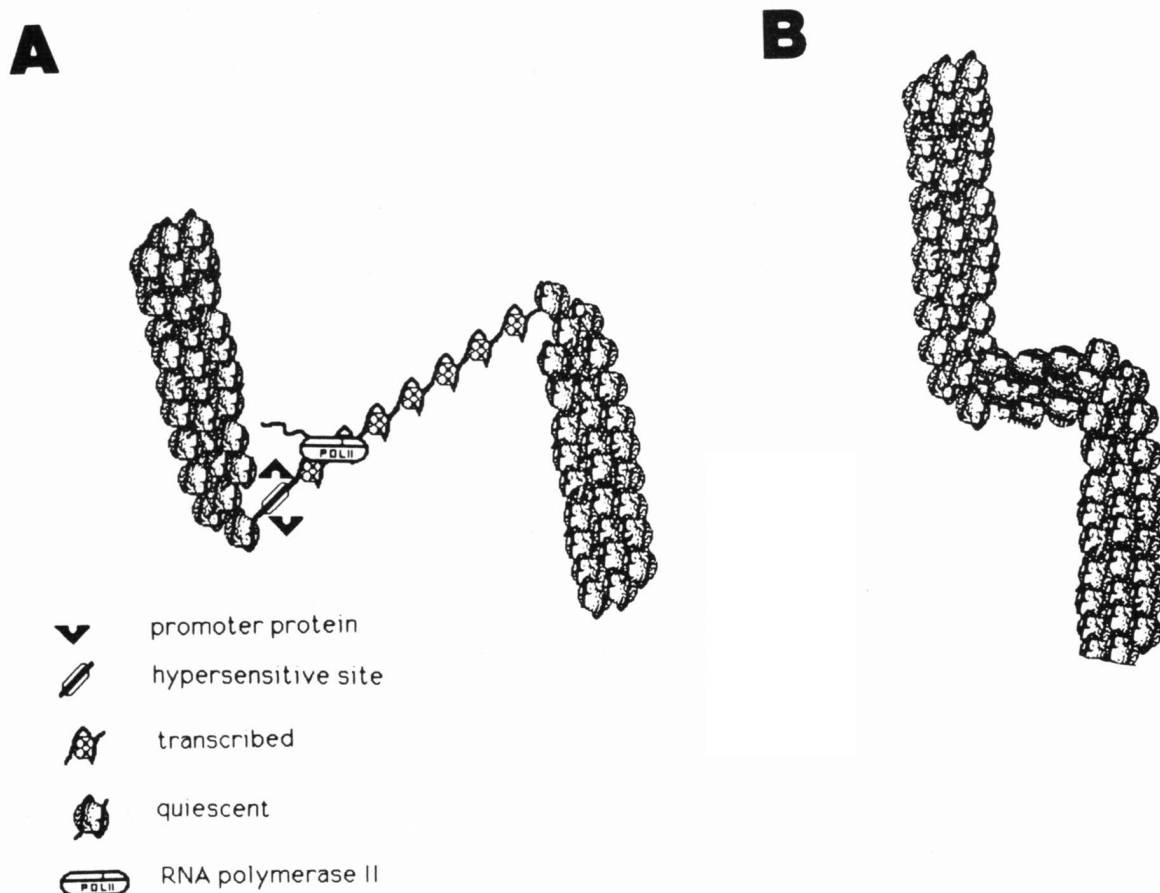 A
B
POLII
promoter protein
hypersensitive site
transcribed
quiescent
POLII
RNA polymerase II